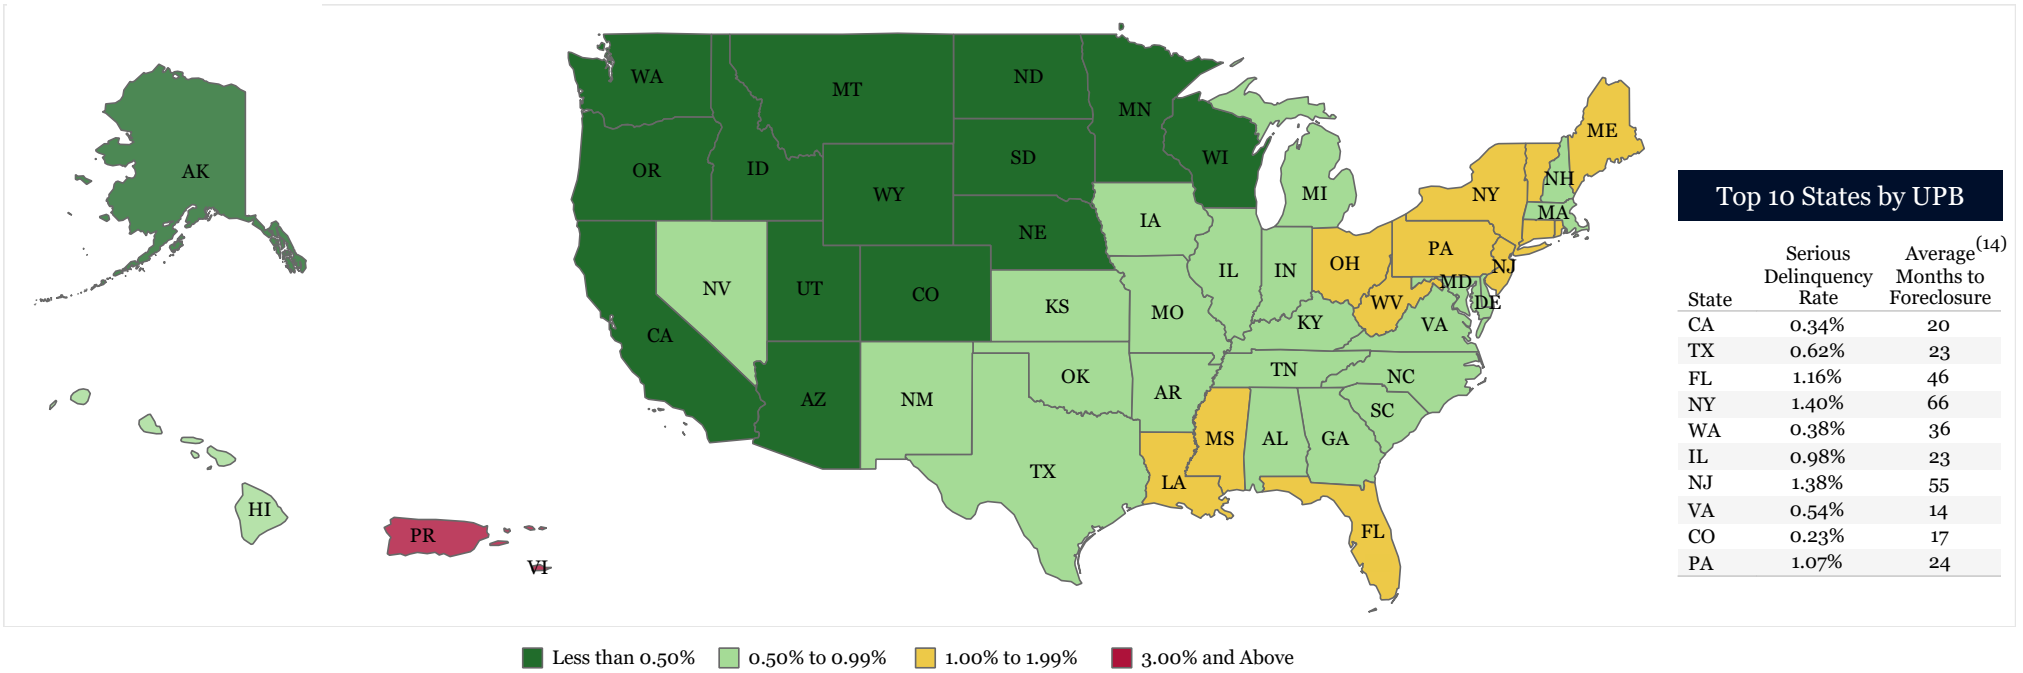 WA
MT
ND
MN
ME
AK
OR
ID
SD
WI
MI
NY
NH
MA
WY
NE
IA
PA
NJ
NV
UT
CO
IL
IN
OH
MD
DE
KS
MO
WV
VA
CA
KY
AZ
NM
OK
AR
TN
NC
SC
TX
MS
AL
GA
LA
HI
PR
VI
FL
Top 10 States by UPB
State Serious Delinquency Rate Average Months to Foreclosure (14)
CA 0.34% 20
TX 0.62% 23
FL 1.16% 46
NY 1.40% 66
WA 0.38% 36
IL 0.98% 23
NJ 1.38% 55
VA 0.54% 14
CO 0.23% 17
PA 1.07% 24
Less than 0.50% 0.50% to 0.99% 1.00% to 1.99% 3.00% and Above